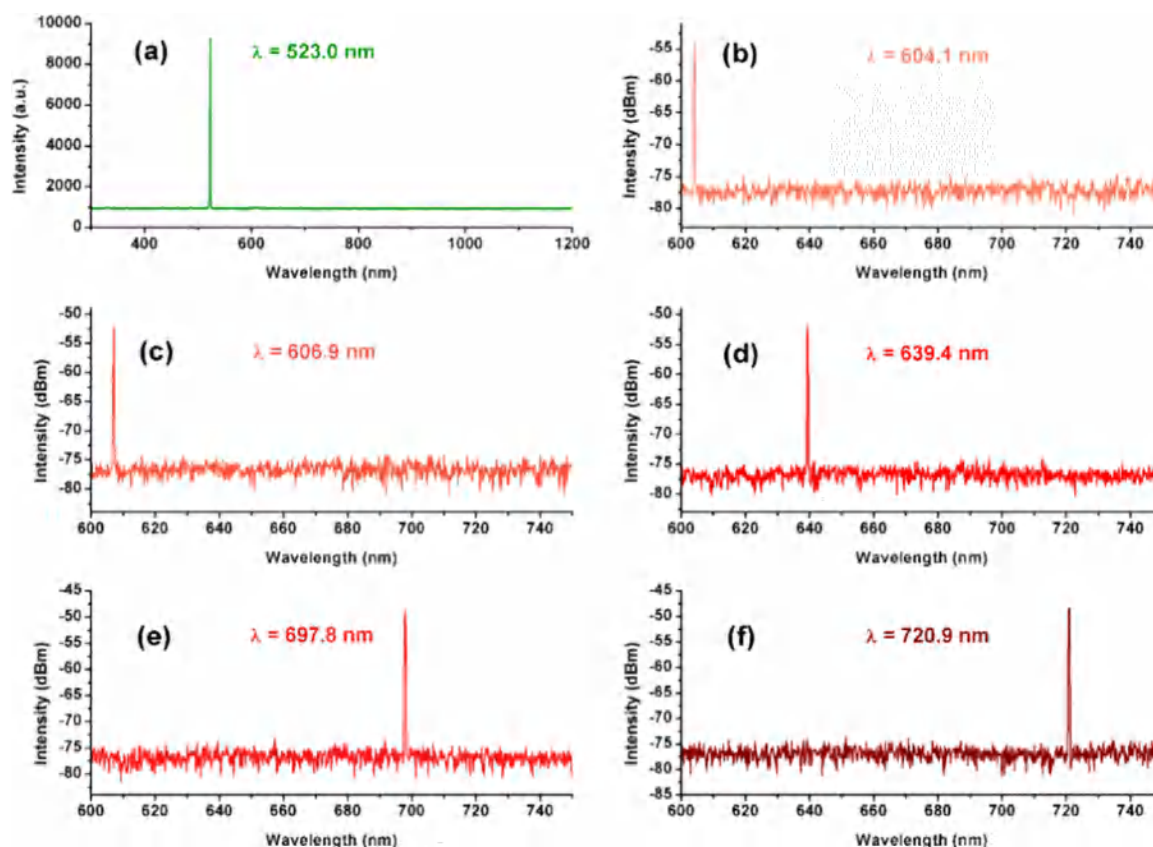 (a)
λ = 523.0 nm
Intensity (a.u.)
10000
8000
6000
4000
2000
0
400 600 800 1000 1200
Wavelength (nm)
(b)
λ = 604.1 nm
Intensity (dBm)
-55
-60
-65
-70
-75
-80
600 620 640 660 680 700 720 740
Wavelength (nm)
(c)
λ = 606.9 nm
Intensity (dBm)
-50
-55
-60
-65
-70
-75
-80
600 620 640 660 680 700 720 740
Wavelength (nm)
(d)
λ = 639.4 nm
Intensity (dBm)
-50
-55
-60
-65
-70
-75
-80
600 620 640 660 680 700 720 740
Wavelength (nm)
(e)
λ = 697.8 nm
Intensity (dBm)
-45
-50
-55
-60
-65
-70
-75
-80
600 620 640 660 680 700 720 740
Wavelength (nm)
(f)
λ = 720.9 nm
Intensity (dBm)
-45
-50
-55
-60
-65
-70
-75
-80
-85
600 620 640 660 680 700 720 740
Wavelength (nm)